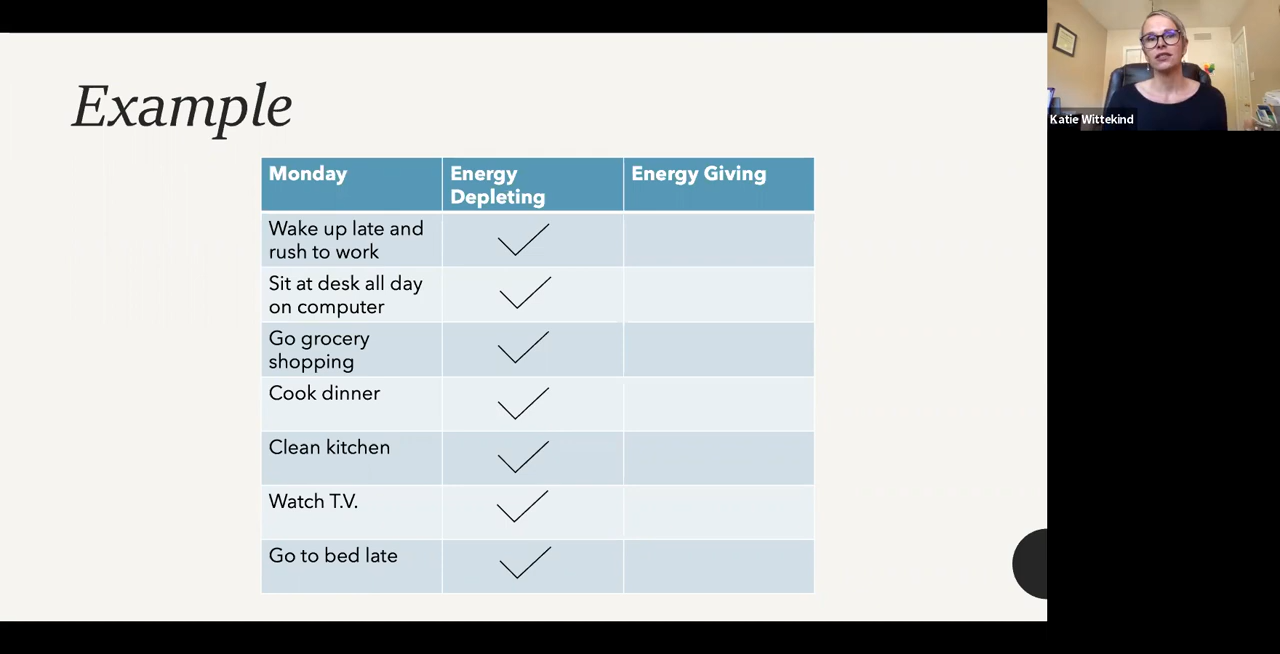 Example
Monday
Energy
Depleting
Energy Giving
Wake up late and
rush to work
Sit at desk all day
on computer
Go grocery
shopping
Cook dinner
Clean kitchen
Watch T.V.
Go to bed late
Katie Wittekind